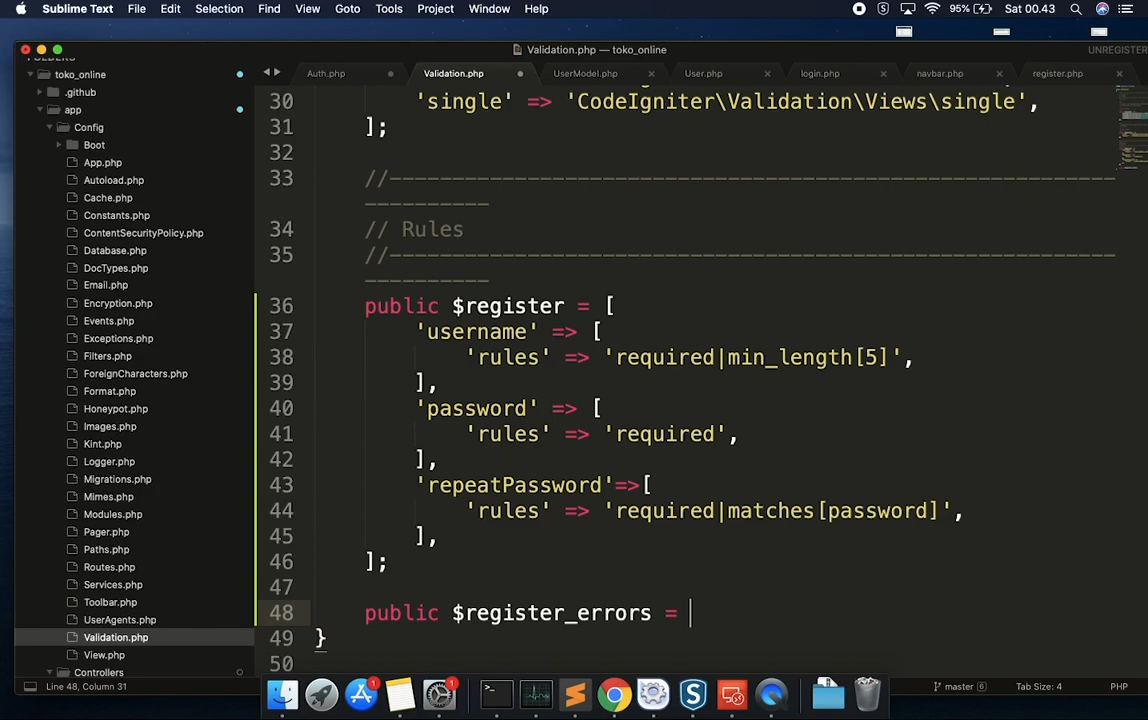 Sublime Text File Edit Selection Find View Goto Tools Project Window Help 95% Sat 00.43
Validation.php — toko_online UNREGISTER
FOLDERS
toko_online
.github
app
Config
Boot
App.php
Autoload.php
Cache.php
Constants.php
ContentSecurityPolicy.php
Database.php
DocTypes.php
Email.php
Encryption.php
Events.php
Exceptions.php
Filters.php
ForeignCharacters.php
Format.php
Honeypot.php
Images.php
Kint.php
Logger.php
Migrations.php
Mimes.php
Modules.php
Pager.php
Paths.php
Routes.php
Services.php
Toolbar.php
UserAgents.php
Validation.php
View.php
Controllers
Auth.php Validation.php UserModel.php User.php login.php navbar.php register.php
30 'single' => 'CodeIgniter\Validation\Views\single',
31 ];
32
33 //----------------------------------------------------------
----------
34 // Rules
35 //----------------------------------------------------------
----------
36 public $register = [
37 'username' => [
38 'rules' => 'required|min_length[5]',
39 ],
40 'password' => [
41 'rules' => 'required',
42 ],
43 'repeatPassword'=>[
44 'rules' => 'required|matches[password]',
45 ],
46 ];
47
48 public $register_errors =
49 }
50
Line 48, Column 31 master 6 Tab Size: 4 PHP